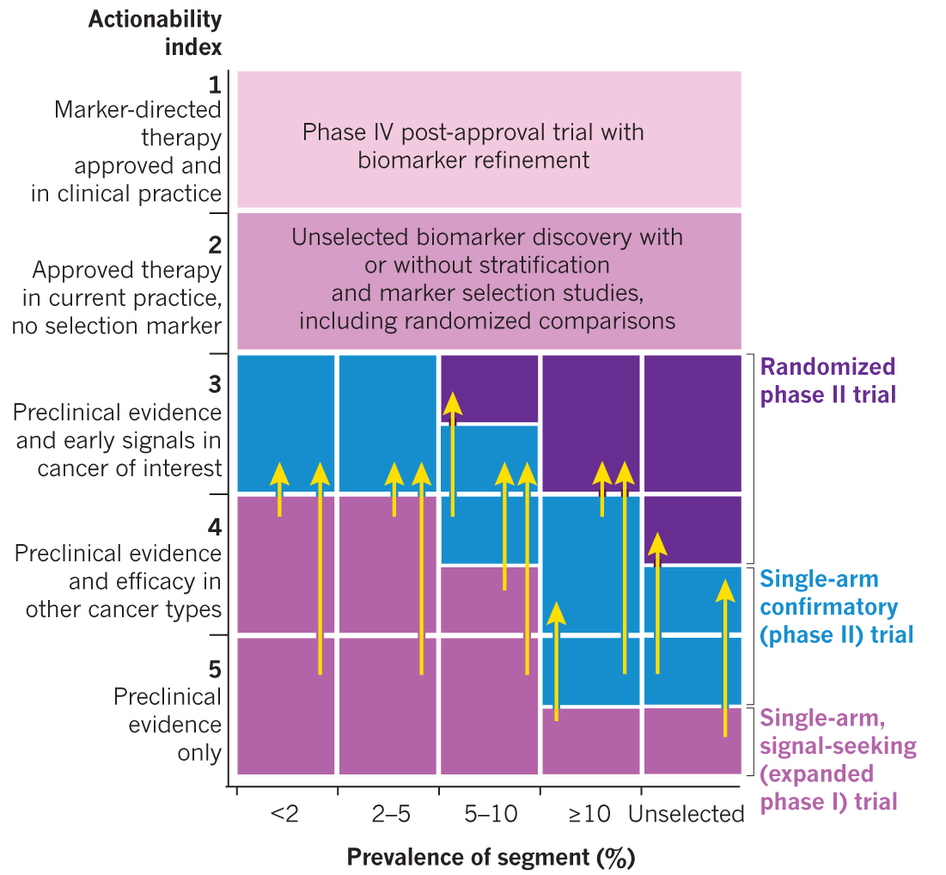 Actionability
index
1
Marker-directed
therapy
approved and
in clinical practice
Phase IV post-approval trial with
biomarker refinement
2
Approved therapy
in current practice,
no selection marker
Unselected biomarker discovery with
or without stratification
and marker selection studies,
including randomized comparisons
3
Preclinical evidence
and early signals in
cancer of interest
Randomized
phase II trial
4
Preclinical evidence
and efficacy in
other cancer types
Single-arm
confirmatory
(phase II) trial
5
Preclinical
evidence
only
Single-arm,
signal-seeking
(expanded
phase I) trial
<2
2–5
5–10
≥10
Unselected
Prevalence of segment (%)